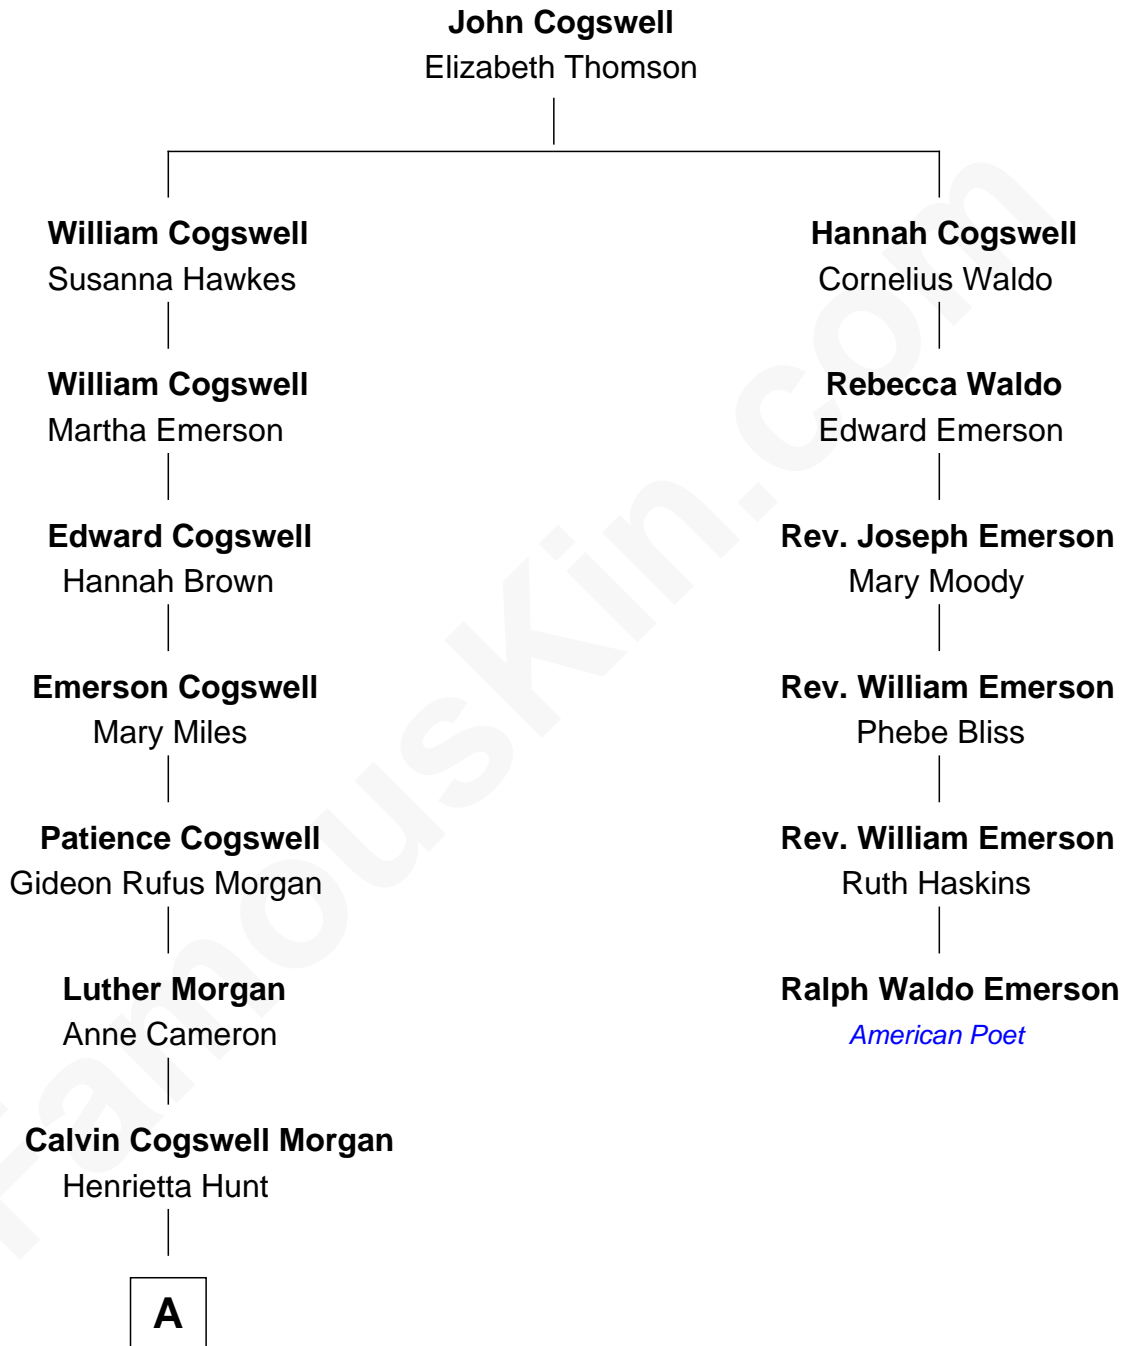 John Cogswell
Elizabeth Thomson
William Cogswell
Susanna Hawkes
William Cogswell
Martha Emerson
Edward Cogswell
Hannah Brown
Emerson Cogswell
Mary Miles
Patience Cogswell
Gideon Rufus Morgan
Luther Morgan
Anne Cameron
Calvin Cogswell Morgan
Henrietta Hunt
A
Hannah Cogswell
Cornelius Waldo
Rebecca Waldo
Edward Emerson
Rev. Joseph Emerson
Mary Moody
Rev. William Emerson
Phebe Bliss
Rev. William Emerson
Ruth Haskins
Ralph Waldo Emerson
American Poet
FamousKin.com